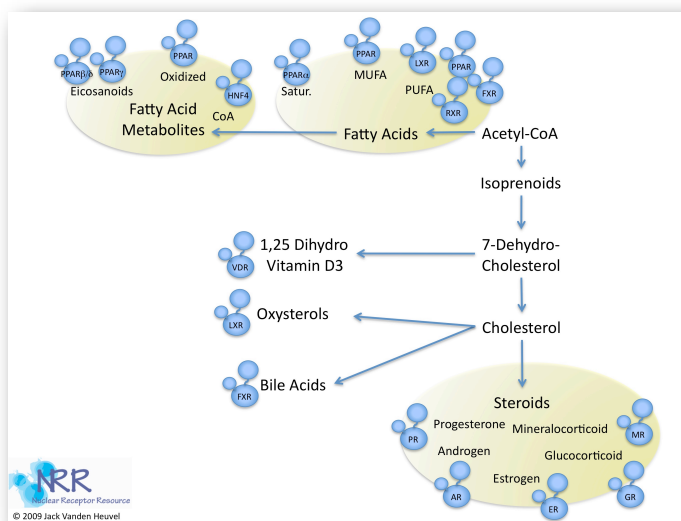 PPARβ/δ
PPARγ
Eicosanoids
PPAR
Oxidized
HNF4
CoA
Fatty Acid
Metabolites
PPARα
Satur.
PPAR
MUFA
LXR
PUFA
PPAR
FXR
RXR
Fatty Acids
Acetyl-CoA
Isoprenoids
VDR
1,25 Dihydro
Vitamin D3
7-Dehydro-
Cholesterol
LXR
Oxysterols
Cholesterol
FXR
Bile Acids
Steroids
PR
Progesterone
Mineralocorticoid
MR
Androgen
Glucocorticoid
AR
Estrogen
ER
GR
NRR
Nuclear Receptor Resource
© 2009 Jack Vanden Heuvel